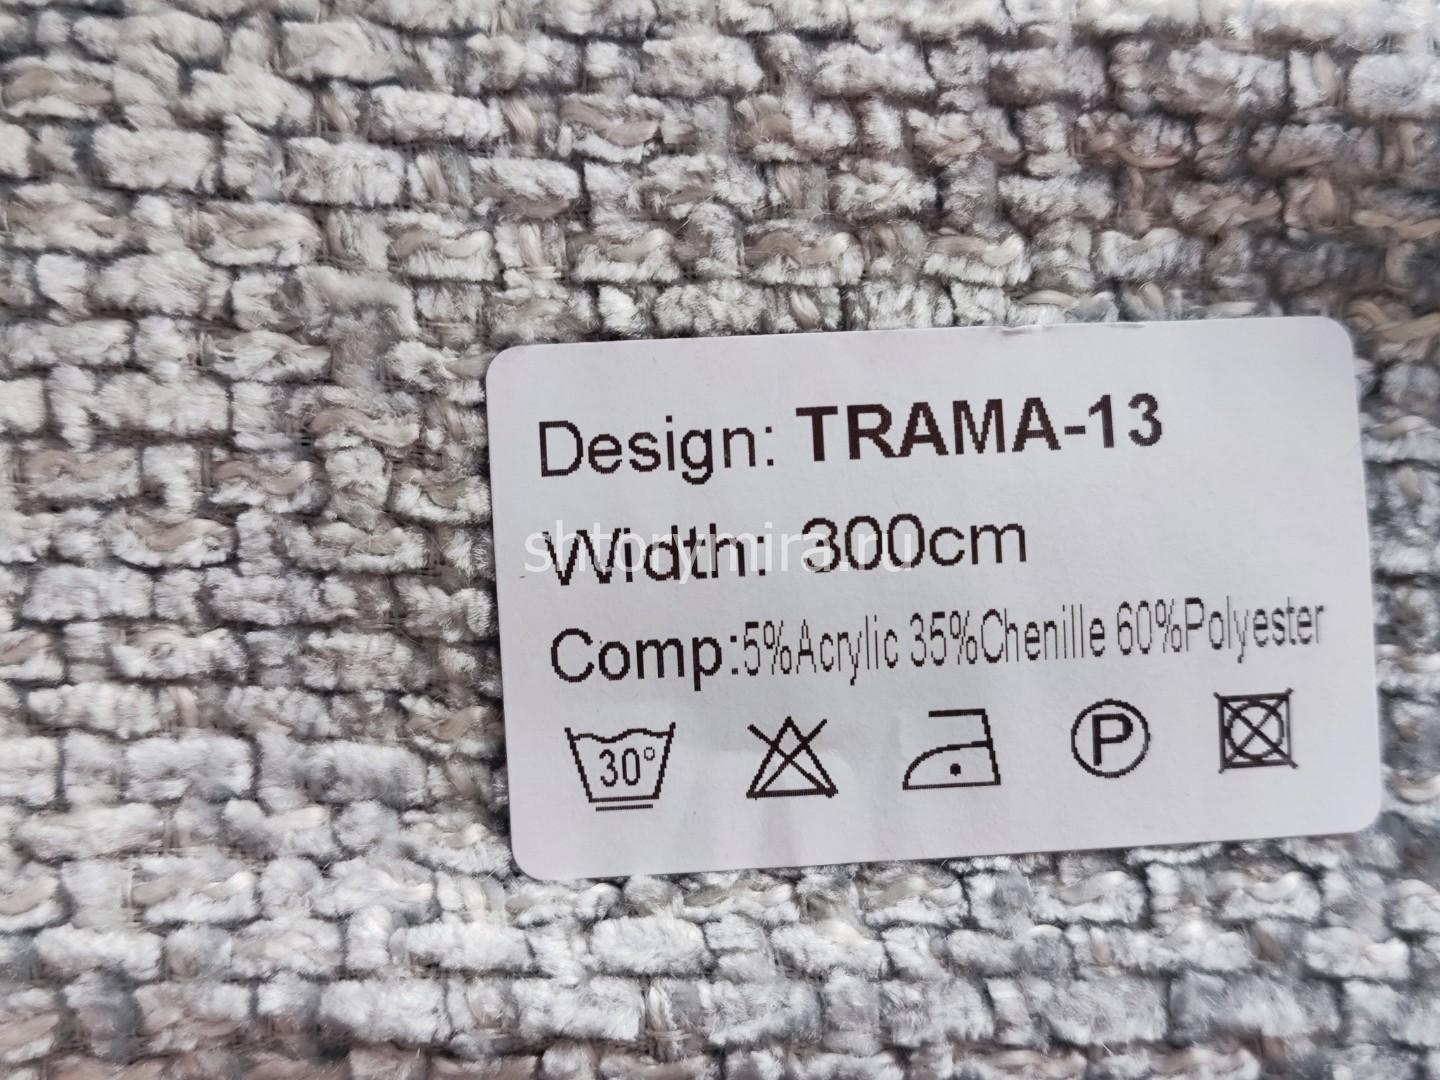 Design: TRAMA-13
Width: 300cm
shtorymira.ru
Comp:5%Acrylic 35%Chenille 60%Polyester
30°
P